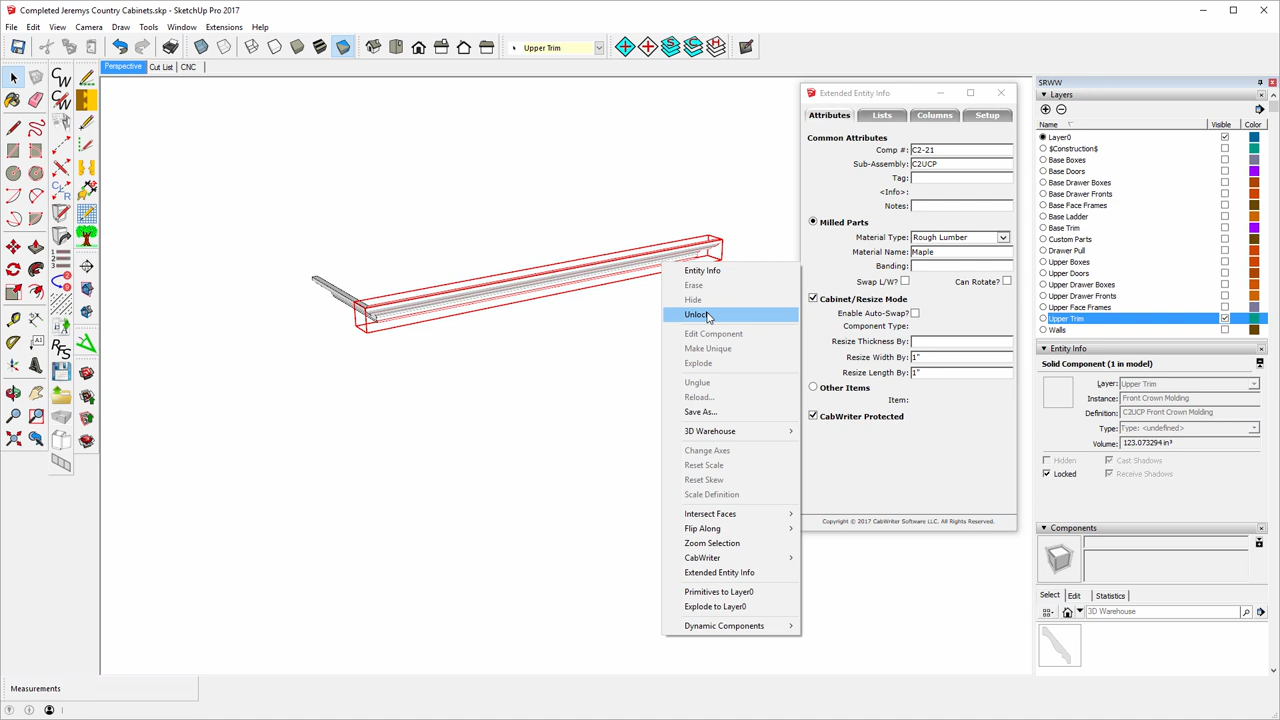 Completed Jeremys Country Cabinets.skp - SketchUp Pro 2017
File Edit View Camera Draw Tools Window Extensions Help
Upper Trim
Perspective Cut List CNC
Extended Entity Info
Attributes Lists Columns Setup
Common Attributes
Comp #: C2-21
Sub-Assembly: C2UCP
Tag:
<Info>:
Notes:
Milled Parts
Material Type: Rough Lumber
Material Name: Maple
Banding:
Swap L/W? Can Rotate?
Cabinet/Resize Mode
Enable Auto-Swap?
Component Type:
Resize Thickness By:
Resize Width By: 1"
Resize Length By: 1"
Other Items
Item:
CabWriter Protected
Copyright © 2017 CabWriter Software LLC. All Rights Reserved.
Entity Info
Erase
Hide
Unlock
Edit Component
Make Unique
Explode
Unglue
Reload...
Save As...
3D Warehouse
Change Axes
Reset Scale
Reset Skew
Scale Definition
Intersect Faces
Flip Along
Zoom Selection
CabWriter
Extended Entity Info
Primitives to Layer0
Explode to Layer0
Dynamic Components
SRWW
Layers
Name Visible Color
Layer0
$Construction$
Base Boxes
Base Doors
Base Drawer Boxes
Base Drawer Fronts
Base Face Frames
Base Ladder
Base Trim
Custom Parts
Drawer Pull
Upper Boxes
Upper Doors
Upper Drawer Boxes
Upper Drawer Fronts
Upper Face Frames
Upper Trim
Walls
Entity Info
Solid Component (1 in model)
Layer: Upper Trim
Instance: Front Crown Molding
Definition: C2UCP Front Crown Molding
Type: Type: <undefined>
Volume: 123.073294 in³
Hidden Cast Shadows
Locked Receive Shadows
Components
Select Edit Statistics
3D Warehouse
Measurements